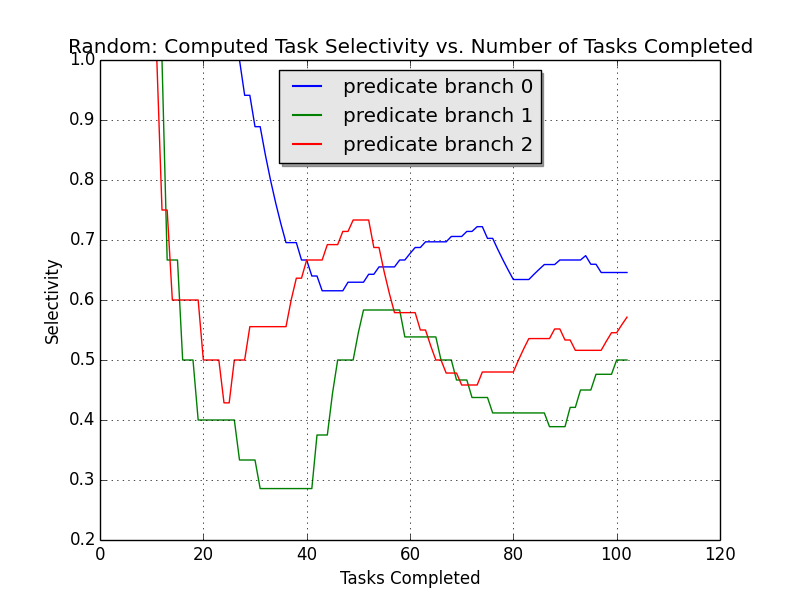 Random: Computed Task Selectivity vs. Number of Tasks Completed
predicate branch 0
predicate branch 1
predicate branch 2
1.0
0.9
0.8
0.7
0.6
0.5
0.4
0.3
0.2
Selectivity
0 20 40 60 80 100 120
Tasks Completed